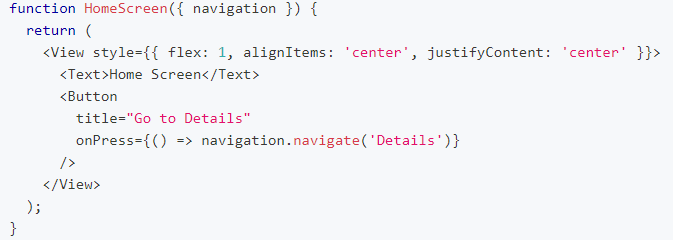 function HomeScreen({ navigation }) {
  return (
    <View style={{ flex: 1, alignItems: 'center', justifyContent: 'center' }}>
      <Text>Home Screen</Text>
      <Button
        title="Go to Details"
        onPress={() => navigation.navigate('Details')}
      />
    </View>
  );
}